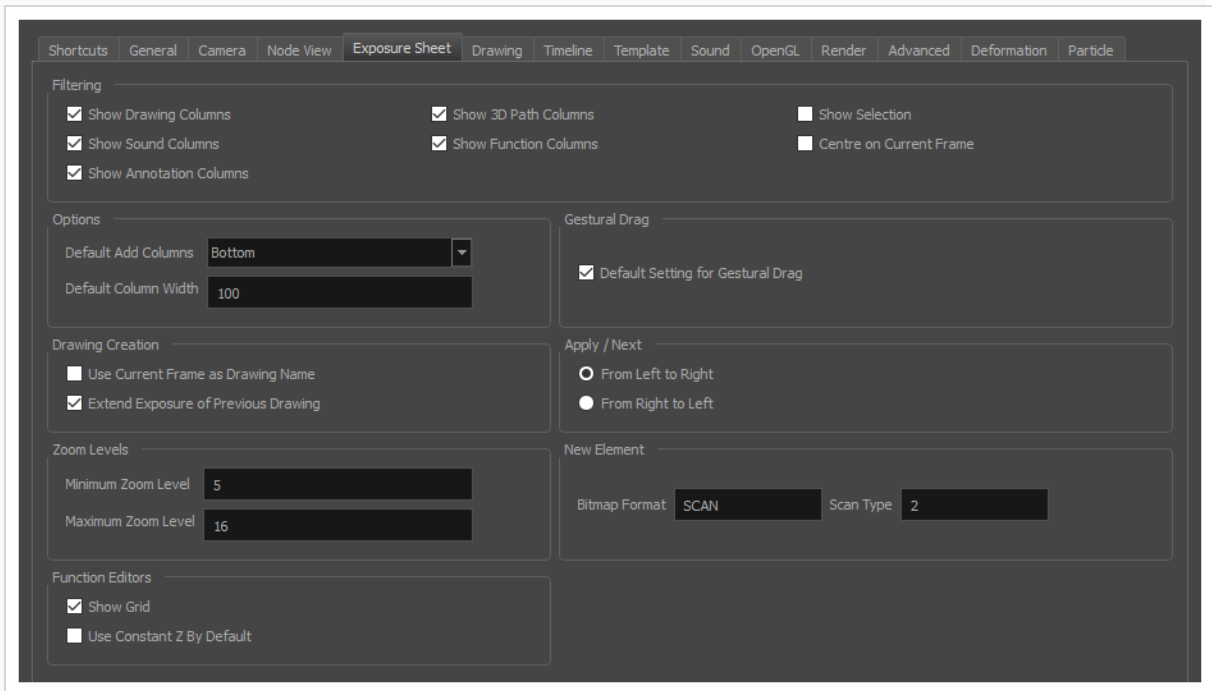 Shortcuts General Camera Node View Exposure Sheet Drawing Timeline Template Sound OpenGL Render Advanced Deformation Particle
Filtering
Show Drawing Columns Show 3D Path Columns Show Selection
Show Sound Columns Show Function Columns Centre on Current Frame
Show Annotation Columns
Options
Default Add Columns Bottom
Default Column Width 100
Gestural Drag
Default Setting for Gestural Drag
Drawing Creation
Use Current Frame as Drawing Name
Extend Exposure of Previous Drawing
Apply / Next
From Left to Right
From Right to Left
Zoom Levels
Minimum Zoom Level 5
Maximum Zoom Level 16
New Element
Bitmap Format SCAN Scan Type 2
Function Editors
Show Grid
Use Constant Z By Default